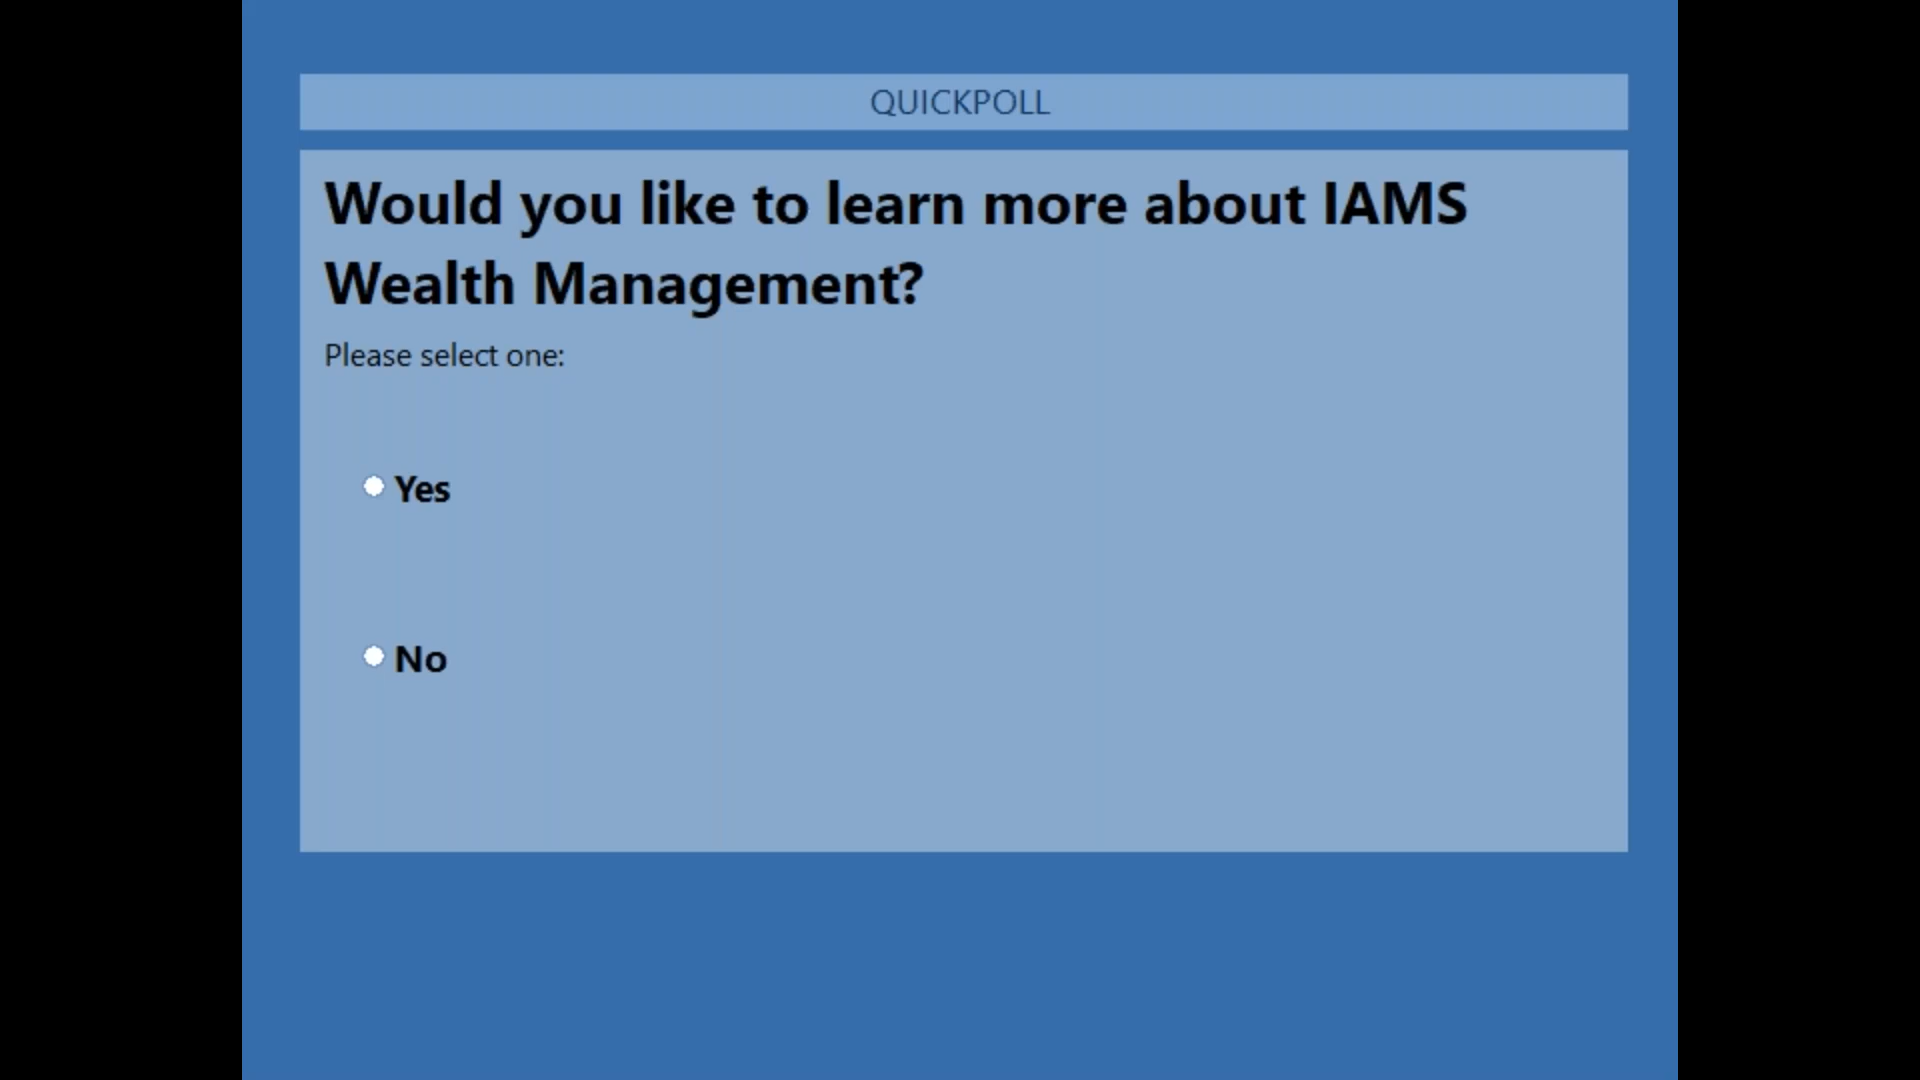 QUICKPOLL
Would you like to learn more about IAMS
Wealth Management?
Please select one:
Yes
No